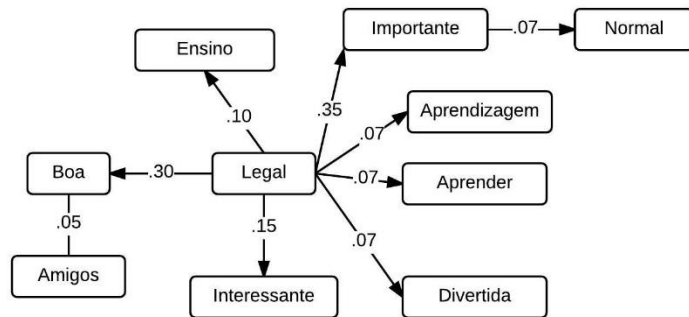 Importante
.07
Normal
Ensino
.10
.35
Aprendizagem
.07
Boa
.30
Legal
.07
Aprender
.05
.15
.07
Amigos
Interessante
Divertida